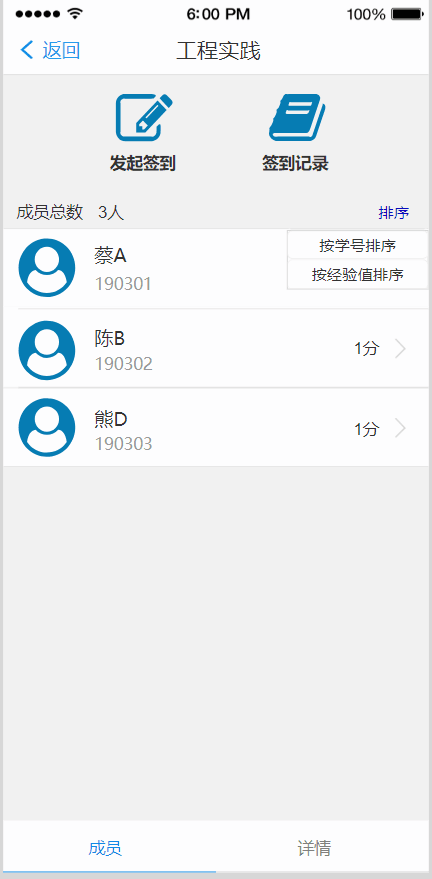 6:00 PM 100%
返回 工程实践
发起签到 签到记录
成员总数 3人 排序
按学号排序
按经验值排序
蔡A
190301
陈B
190302
1分
熊D
190303
1分
成员 详情